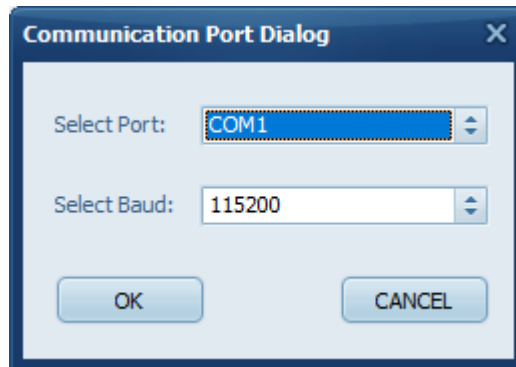 Communication Port Dialog
Select Port: COM1
Select Baud: 115200
OK CANCEL